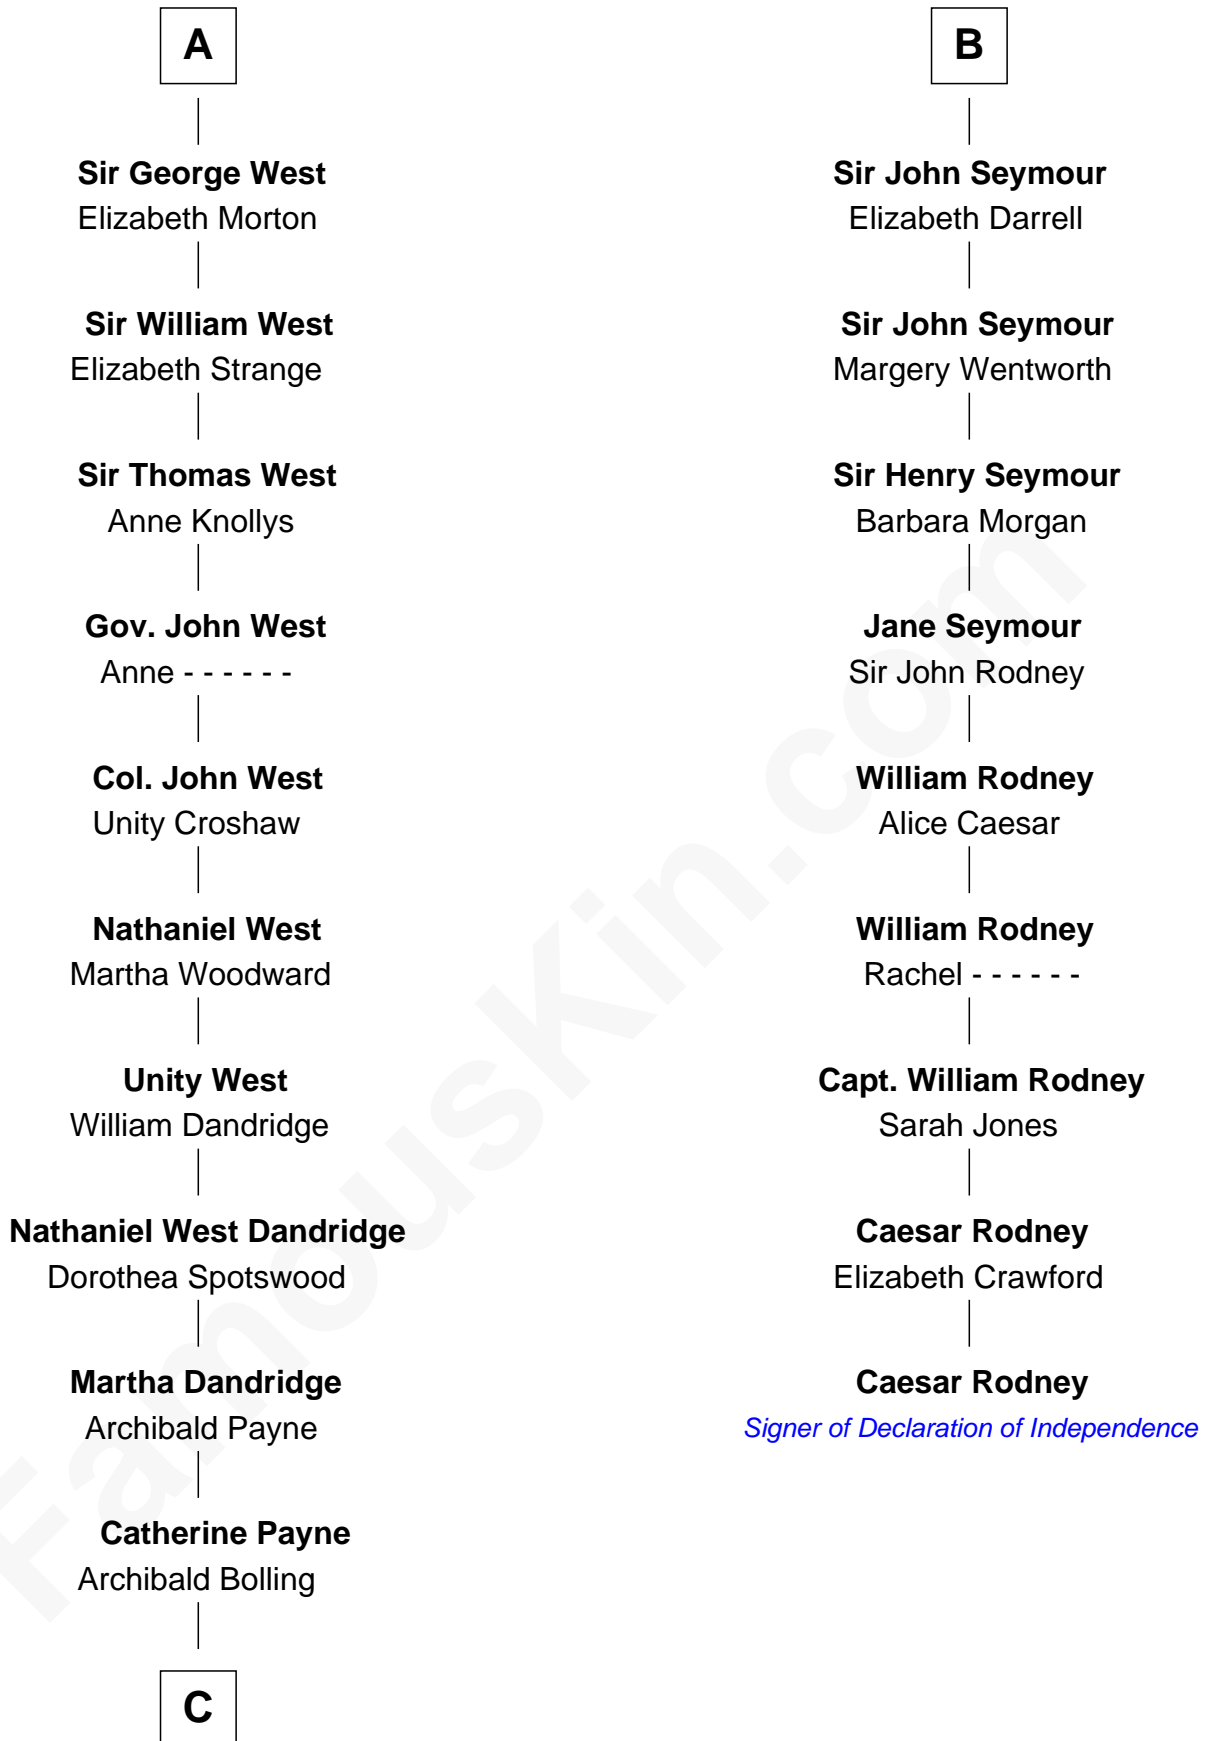 A
Sir George West
Elizabeth Morton
Sir William West
Elizabeth Strange
Sir Thomas West
Anne Knollys
Gov. John West
Anne - - - - - -
Col. John West
Unity Croshaw
Nathaniel West
Martha Woodward
Unity West
William Dandridge
Nathaniel West Dandridge
Dorothea Spotswood
Martha Dandridge
Archibald Payne
Catherine Payne
Archibald Bolling
C
B
Sir John Seymour
Elizabeth Darrell
Sir John Seymour
Margery Wentworth
Sir Henry Seymour
Barbara Morgan
Jane Seymour
Sir John Rodney
William Rodney
Alice Caesar
William Rodney
Rachel - - - - - -
Capt. William Rodney
Sarah Jones
Caesar Rodney
Elizabeth Crawford
Caesar Rodney
Signer of Declaration of Independence
FamousKin.com